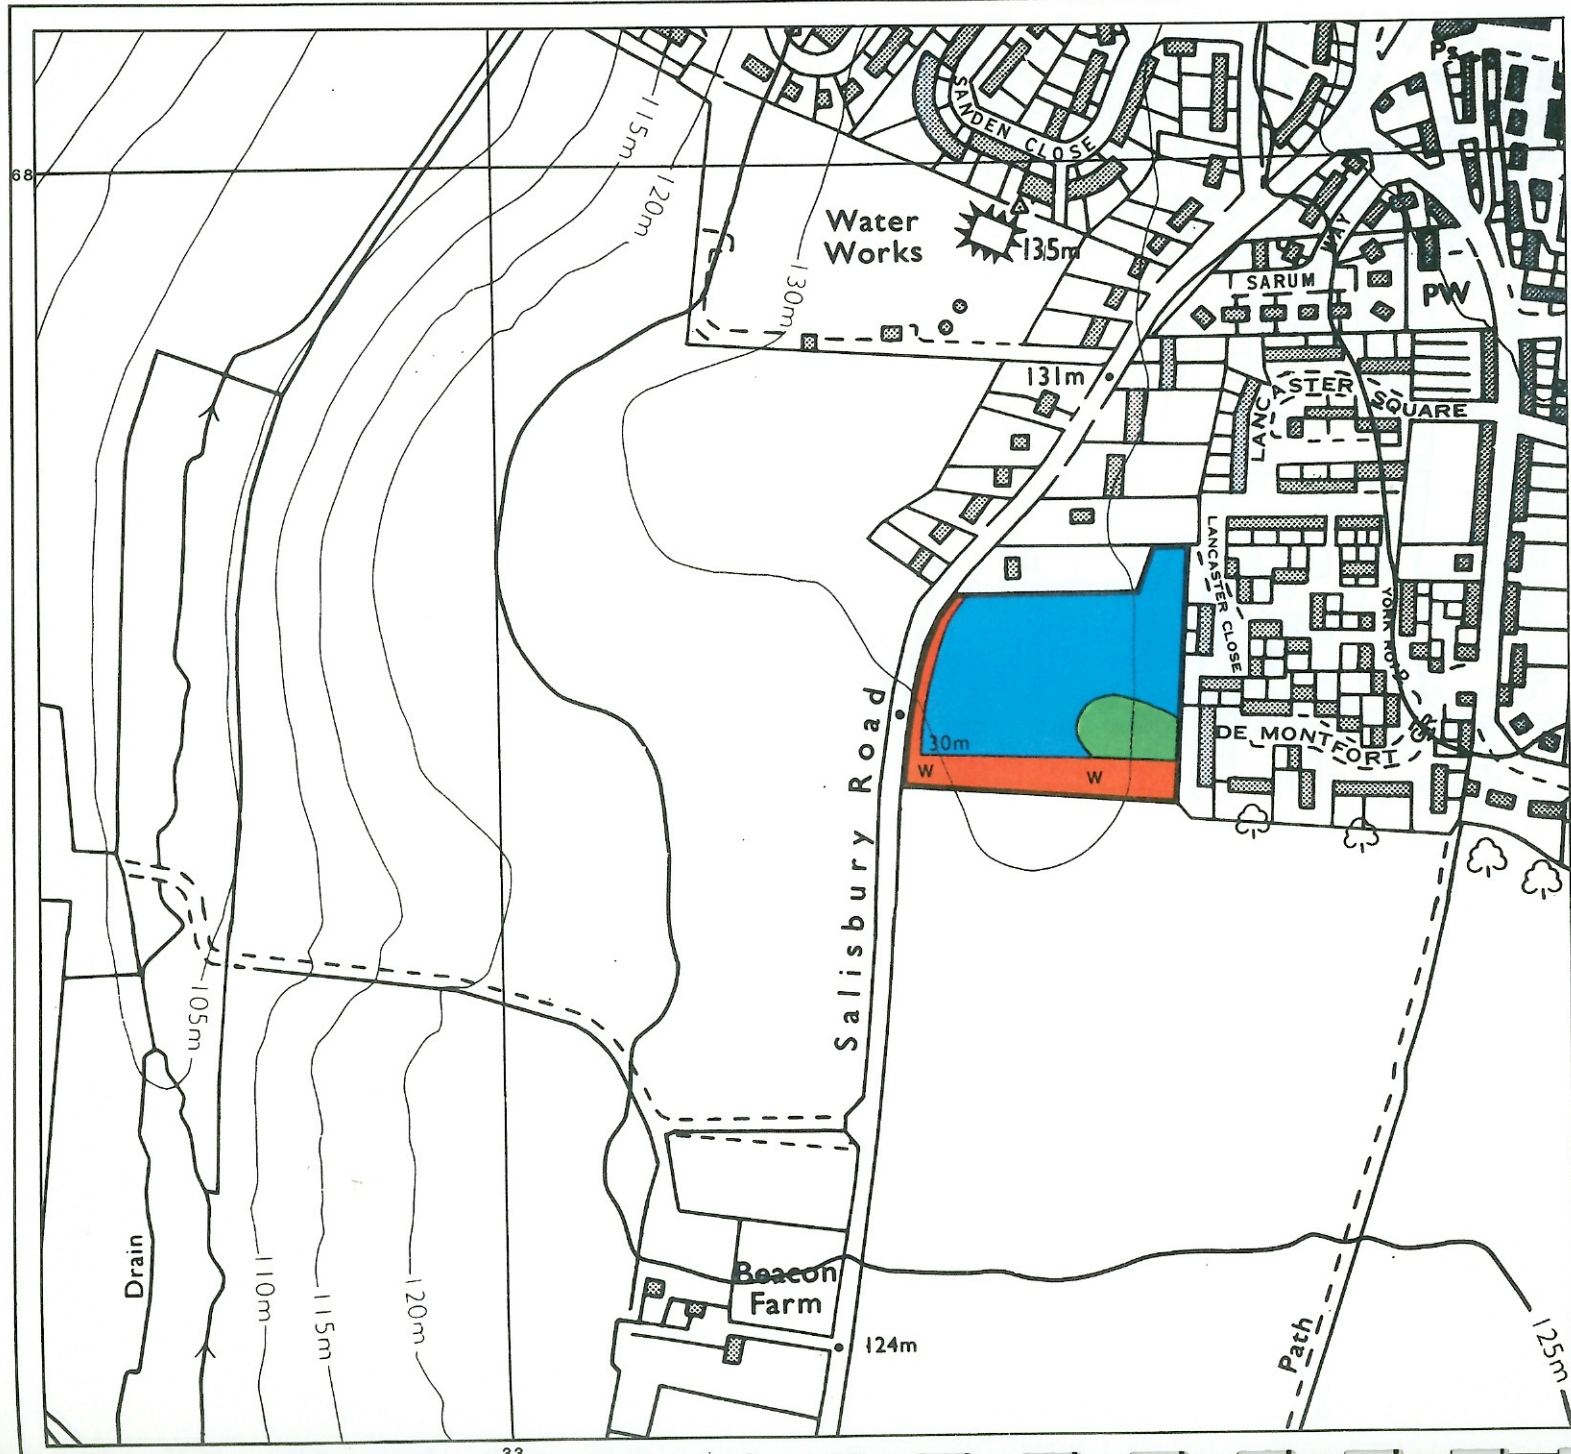 Ps
115m
SANDEN CLOSE
68
120m
Water
Works
135m
WAY
SARUM
PW
130m
131m
LANCASTER SQUARE
LANCASTER CLOSE
YORK ROAD
DE MONTFORT
30m
W W
Salisbury Road
105m
Drain
110m
115m
120m
Beacon
Farm
124m
Path
125m
33